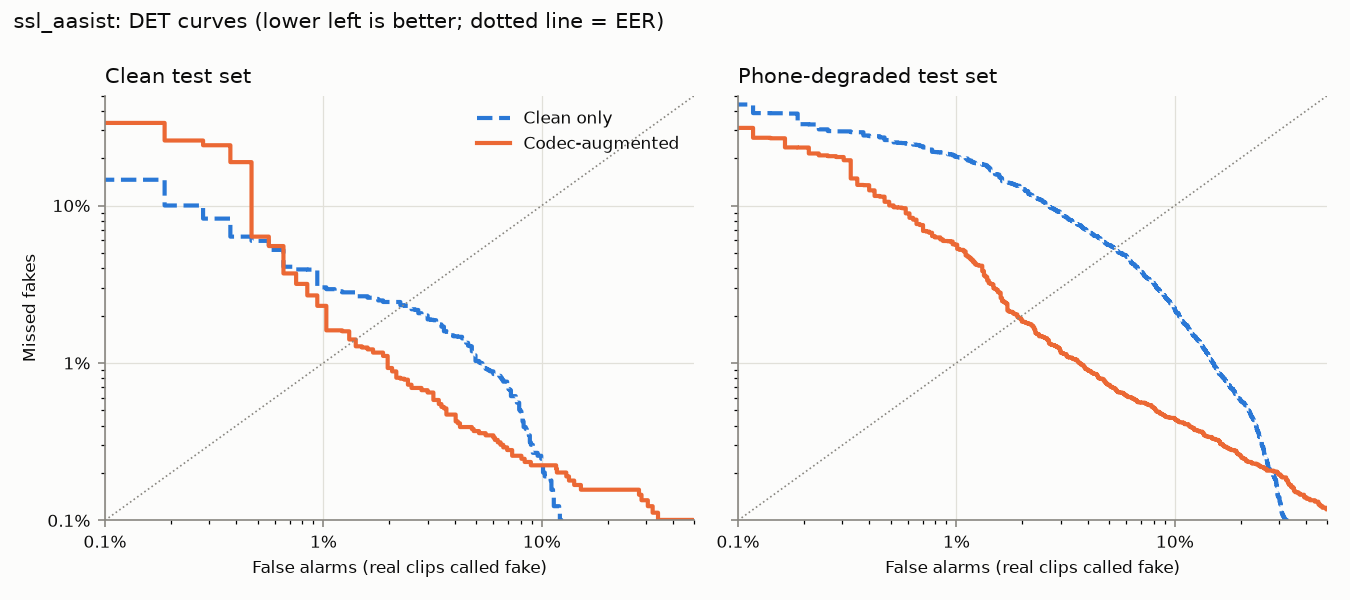 ssl_aasist: DET curves (lower left is better; dotted line = EER)
Clean test set
Clean only
Codec-augmented
Missed fakes
10%
1%
0.1%
0.1%
1%
10%
False alarms (real clips called fake)
Phone-degraded test set
0.1%
1%
10%
False alarms (real clips called fake)